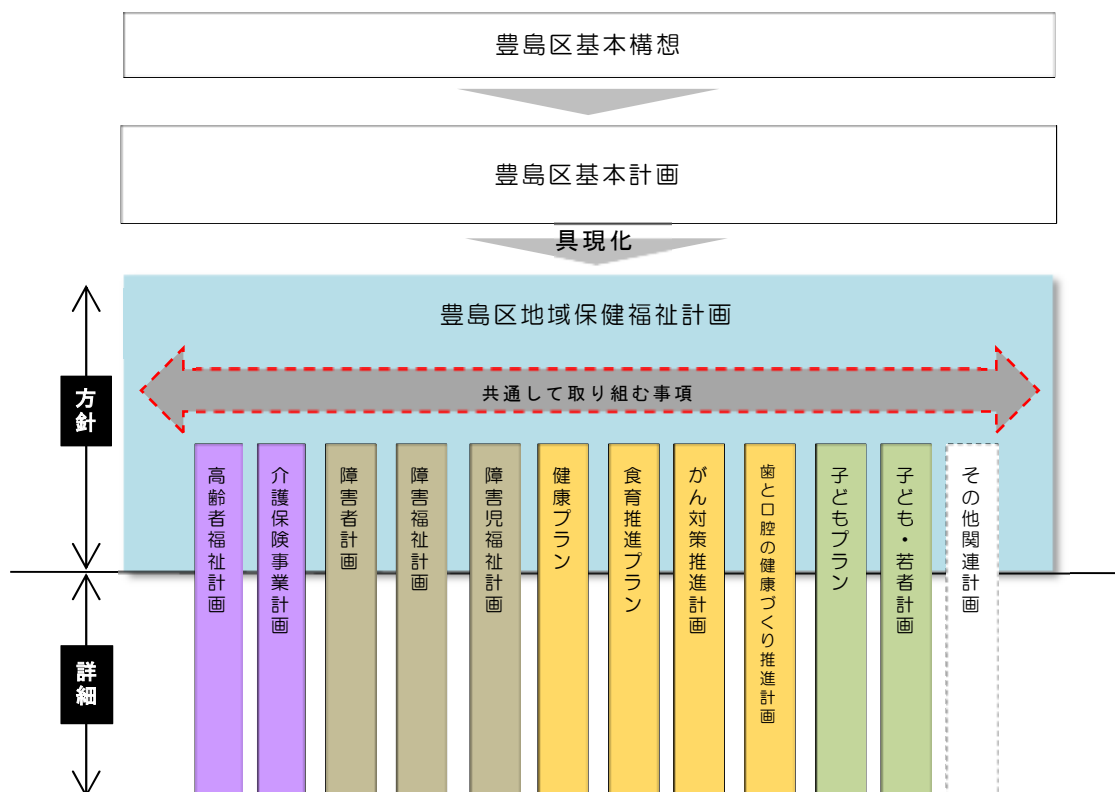 豊島区基本構想
豊島区基本計画
具現化
豊島区地域保健福祉計画
共通して取り組む事項
方針
詳細
高齢者福祉計画
介護保険事業計画
障害者計画
障害福祉計画
障害児福祉計画
健康プラン
食育推進プラン
がん対策推進計画
歯と口腔の健康づくり推進計画
子どもプラン
子ども・若者計画
その他関連計画